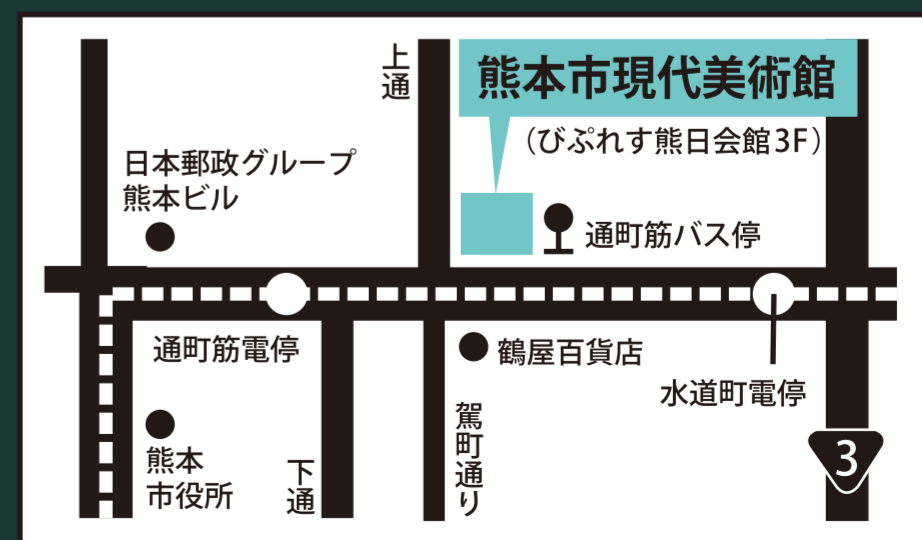 上通
熊本市現代美術館
(びぷれす熊日会館3F)
日本郵政グループ
熊本ビル
通町筋バス停
通町筋電停
鶴屋百貨店
水道町電停
熊本
市役所
下通
駕町通り
3